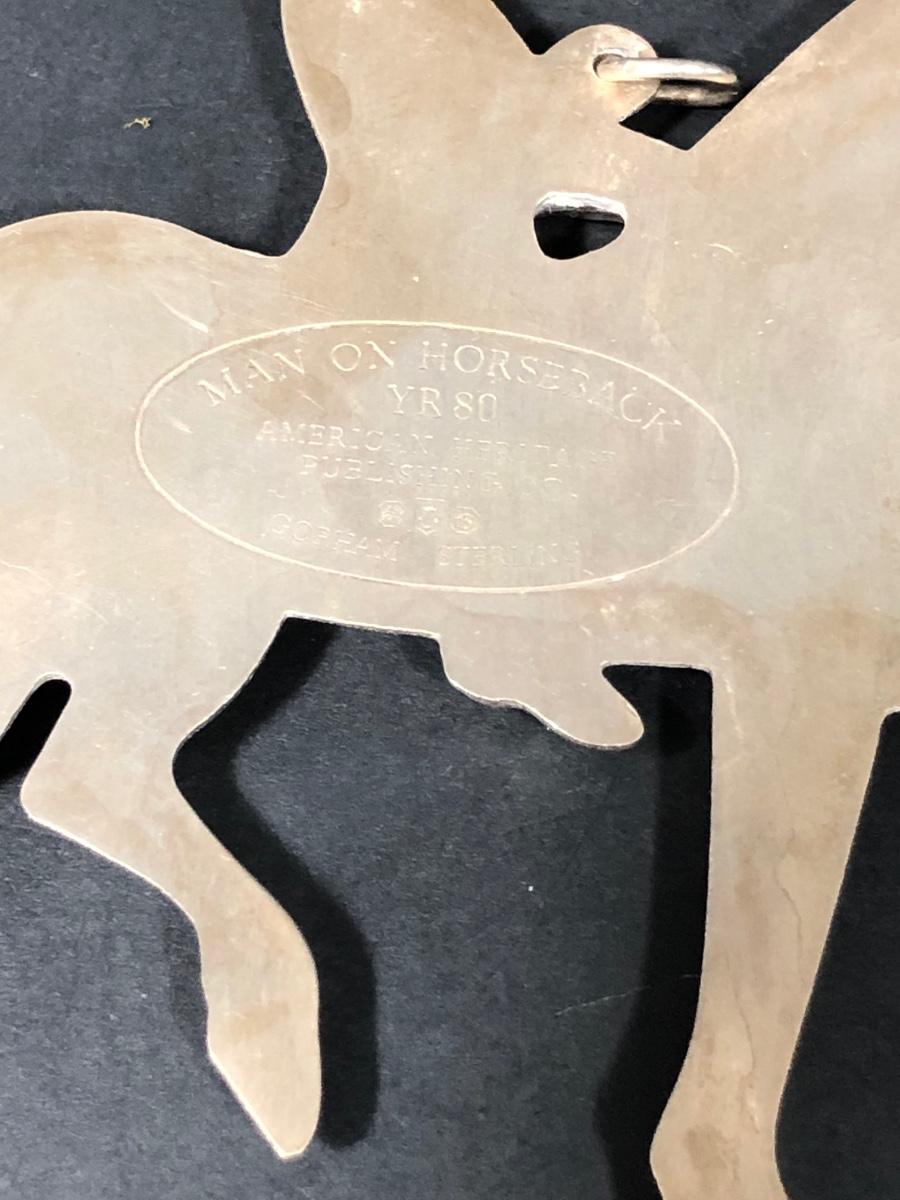 MAN ON HORSEBACK
YR 80
AMERICAN HERITAGE
PUBLISHING CO.
GORHAM STERLING